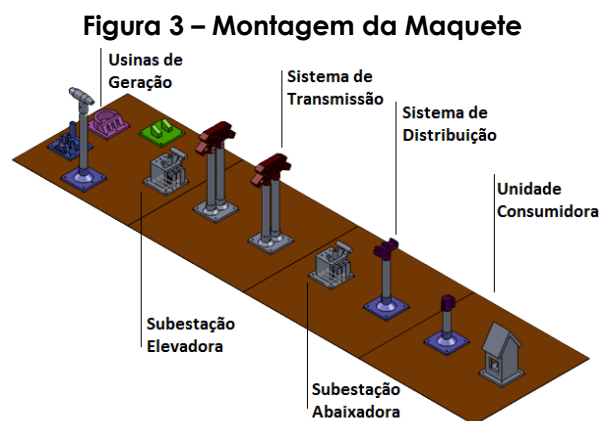 Figura 3 – Montagem da Maquete
Usinas de
Geração
Sistema de
Transmissão
Sistema de
Distribuição
Unidade
Consumidora
Subestação
Elevadora
Subestação
Abaixadora